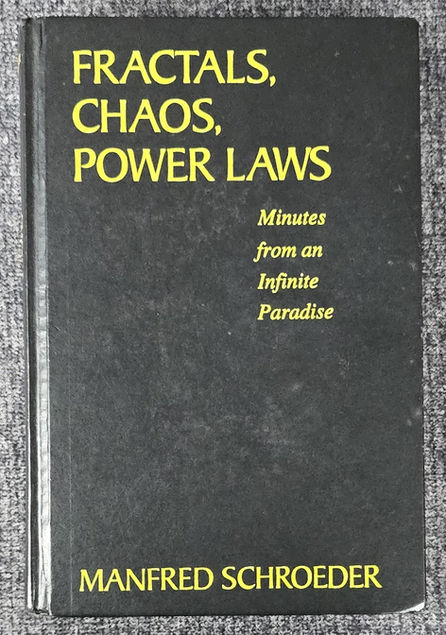 FRACTALS,
CHAOS,
POWER LAWS
Minutes
from an
Infinite
Paradise
MANFRED SCHROEDER